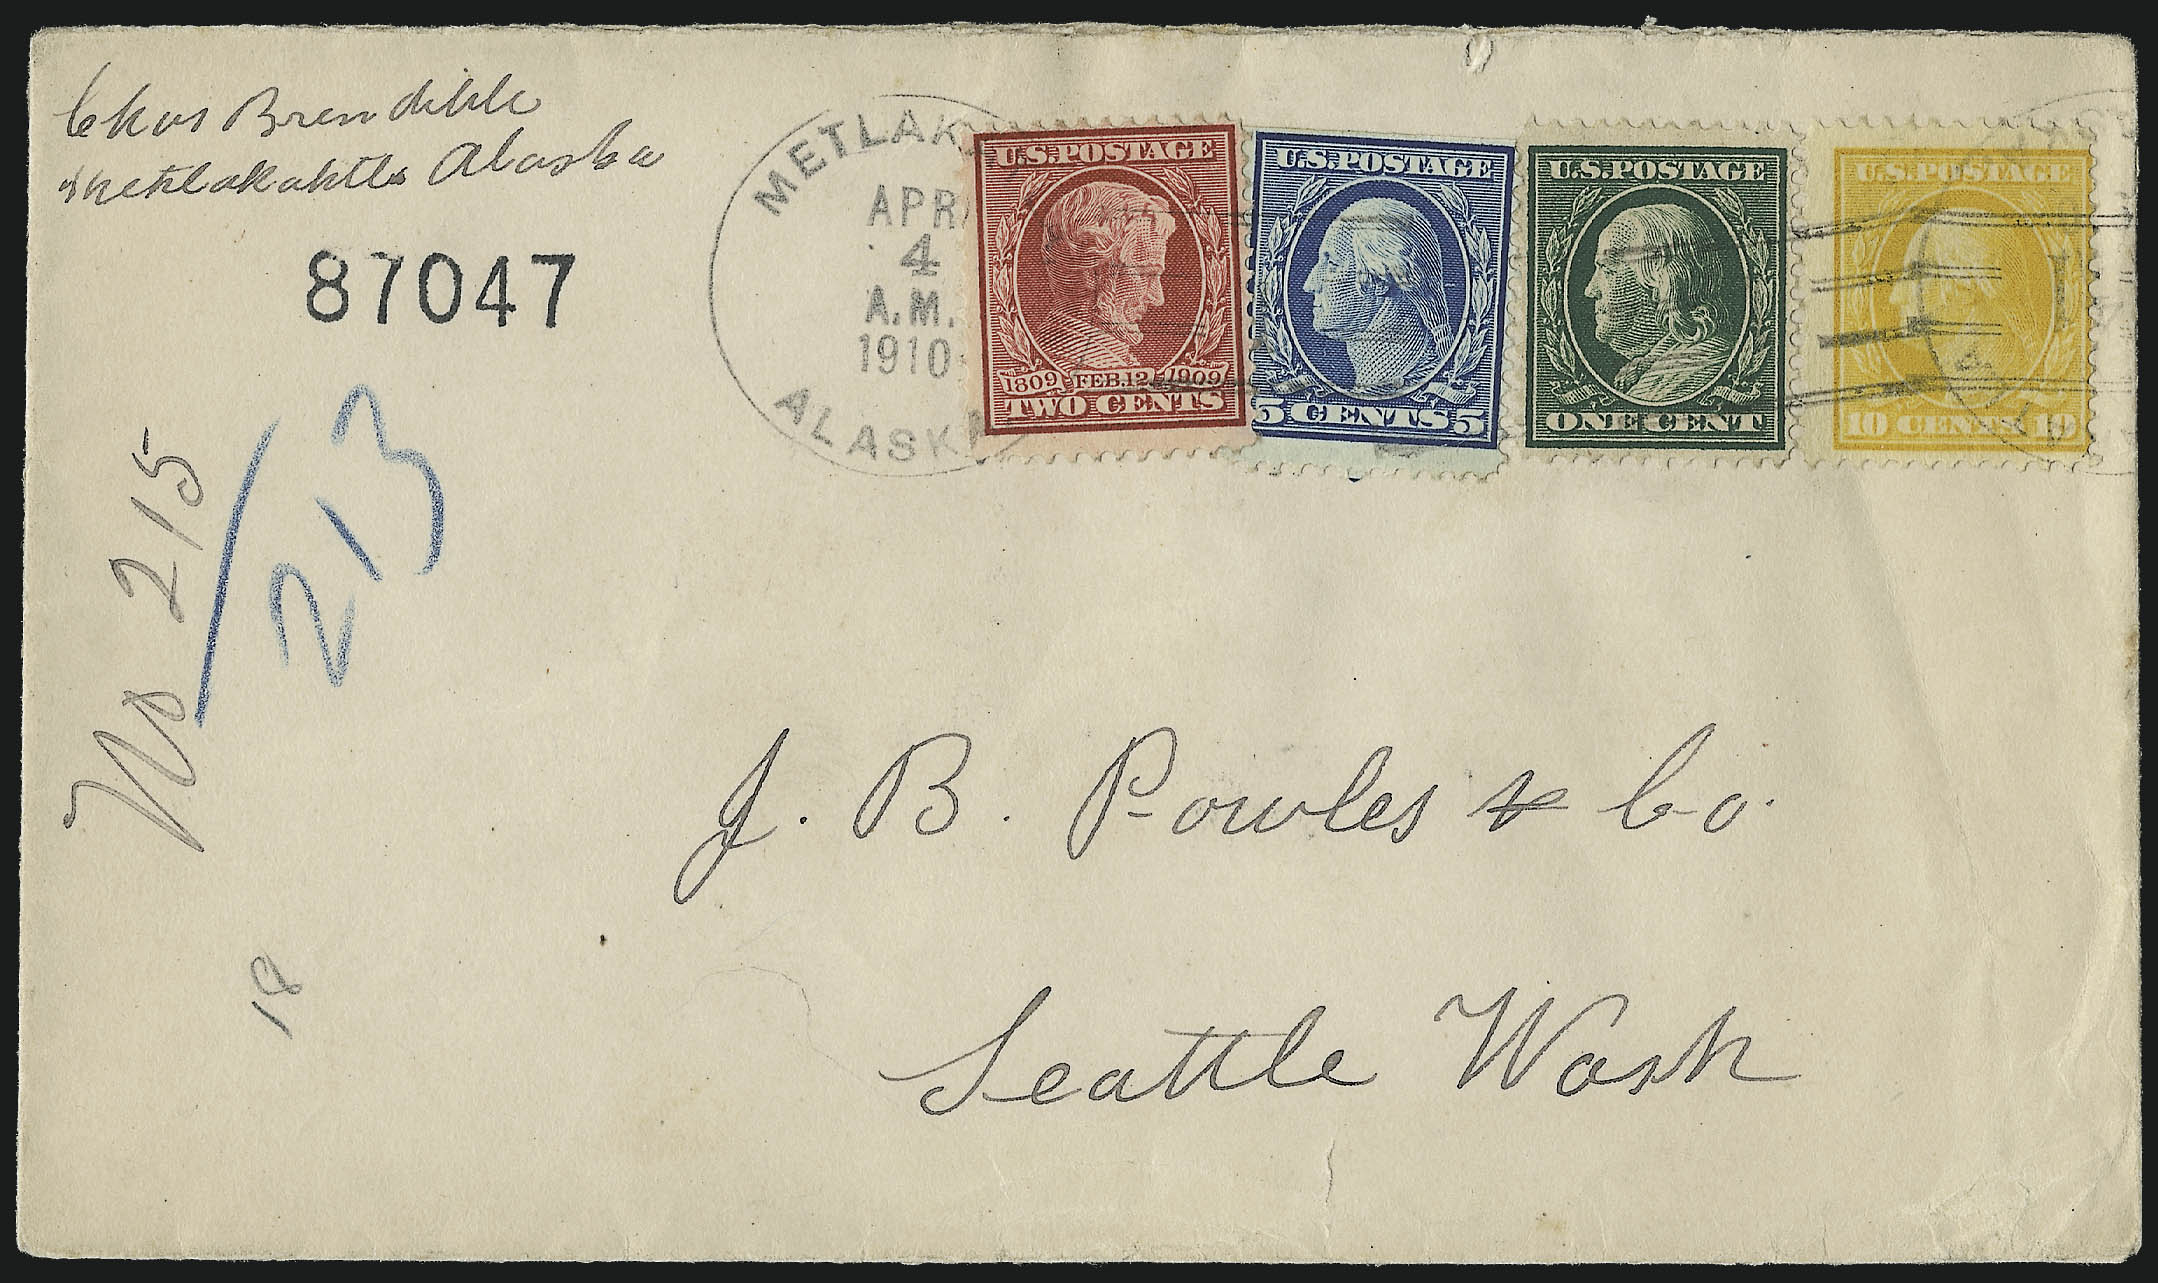 Chas Brendible
Metlakahtla Alaska
87047
METLAK
APR
4
A.M.
1910
ALASKA
U.S. POSTAGE
1809 FEB. 12. 1909
TWO CENTS
U.S. POSTAGE
5 CENTS 5
U.S. POSTAGE
ONE CENT
U.S. POSTAGE
10 CENTS 10
No 215
213
J. B. Powles & Co.
Seattle Wash
18